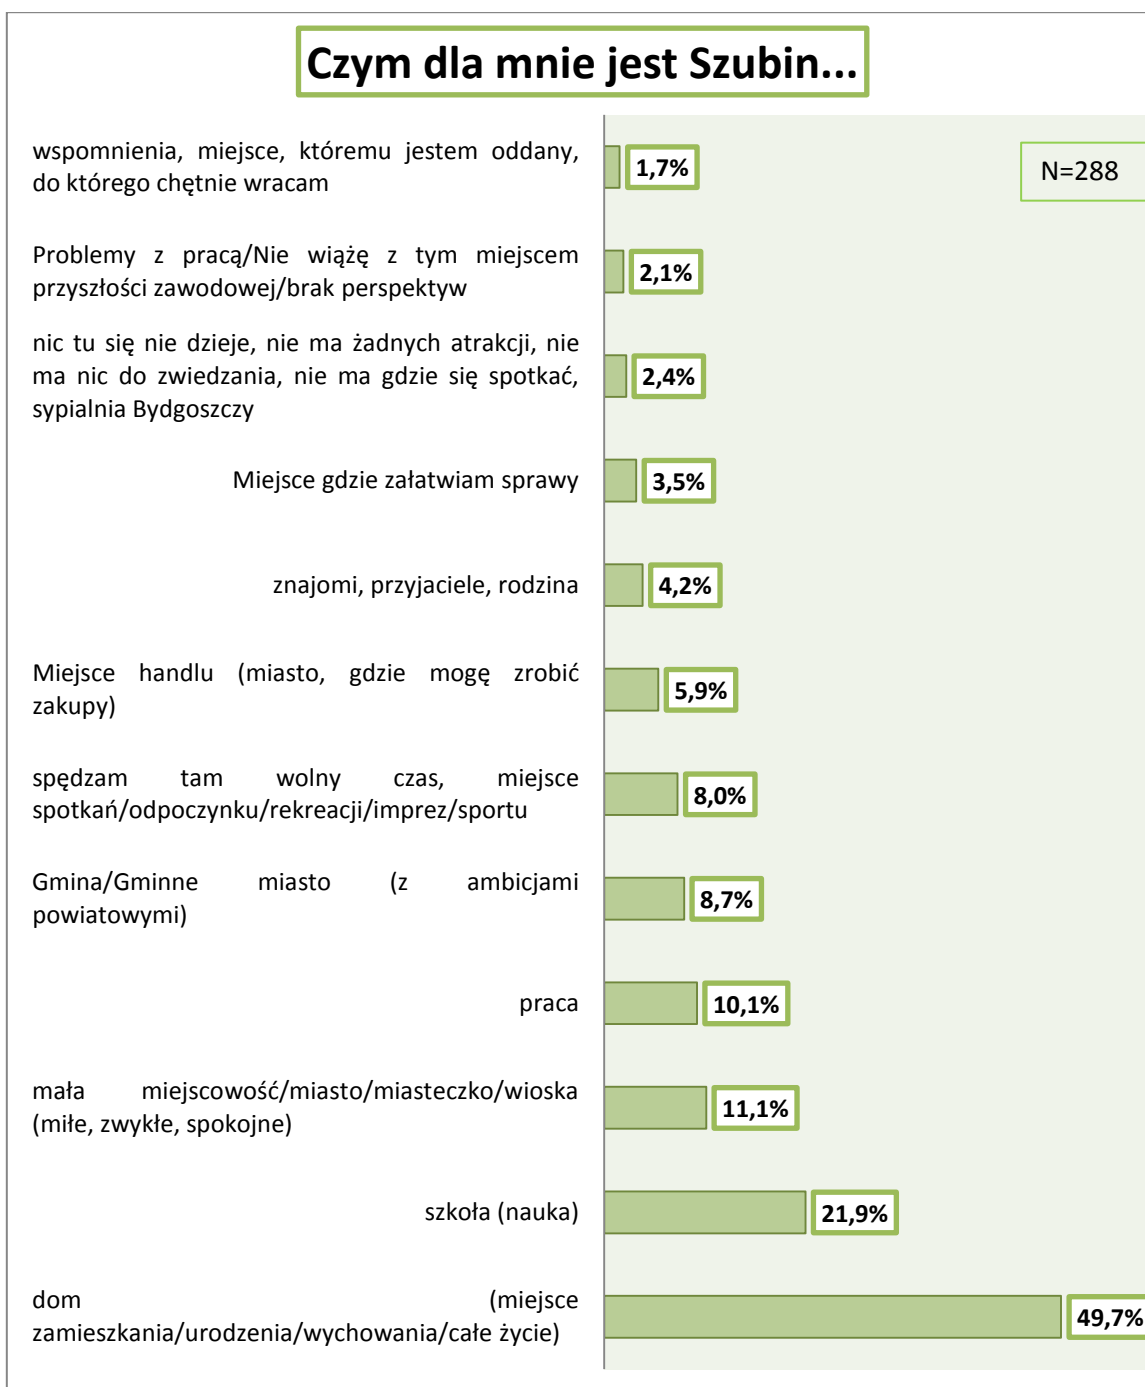 Czym dla mnie jest Szubin...
N=288
wspomnienia, miejsce, któremu jestem oddany,
do którego chętnie wracam
1,7%
Problemy z pracą/Nie wiążę z tym miejscem
przyszłości zawodowej/brak perspektyw
2,1%
nic tu się nie dzieje, nie ma żadnych atrakcji, nie
ma nic do zwiedzania, nie ma gdzie się spotkać,
sypialnia Bydgoszczy
2,4%
Miejsce gdzie załatwiam sprawy
3,5%
znajomi, przyjaciele, rodzina
4,2%
Miejsce handlu (miasto, gdzie mogę zrobić
zakupy)
5,9%
spędzam tam wolny czas, miejsce
spotkań/odpoczynku/rekreacji/imprez/sportu
8,0%
Gmina/Gminne miasto (z ambicjami
powiatowymi)
8,7%
praca
10,1%
mała miejscowość/miasto/miasteczko/wioska
(miłe, zwykłe, spokojne)
11,1%
szkoła (nauka)
21,9%
dom (miejsce
zamieszkania/urodzenia/wychowania/całe życie)
49,7%